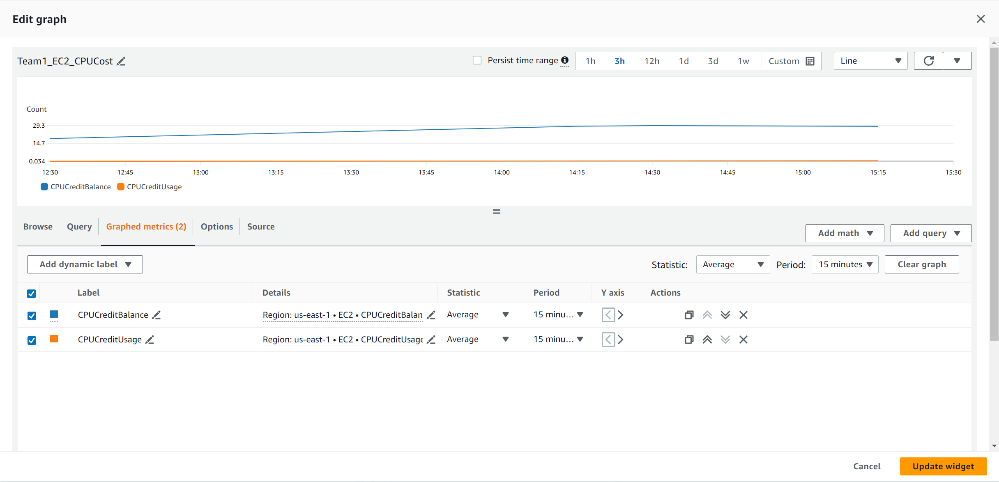 Edit graph
Team1_EC2_CPUCost
Persist time range
1h 3h 12h 1d 3d 1w Custom
Line
Count
29.3
14.7
0.034
12:30 12:45 13:00 13:15 13:30 13:45 14:00 14:15 14:30 14:45 15:00 15:15 15:30
CPUCreditBalance CPUCreditUsage
Browse Query Graphed metrics (2) Options Source
Add math Add query
Add dynamic label
Statistic: Average Period: 15 minutes Clear graph
Label Details Statistic Period Y axis Actions
CPUCreditBalance Region: us-east-1 • EC2 • CPUCreditBalan Average 15 minu...
CPUCreditUsage Region: us-east-1 • EC2 • CPUCreditUsage Average 15 minu...
Cancel Update widget